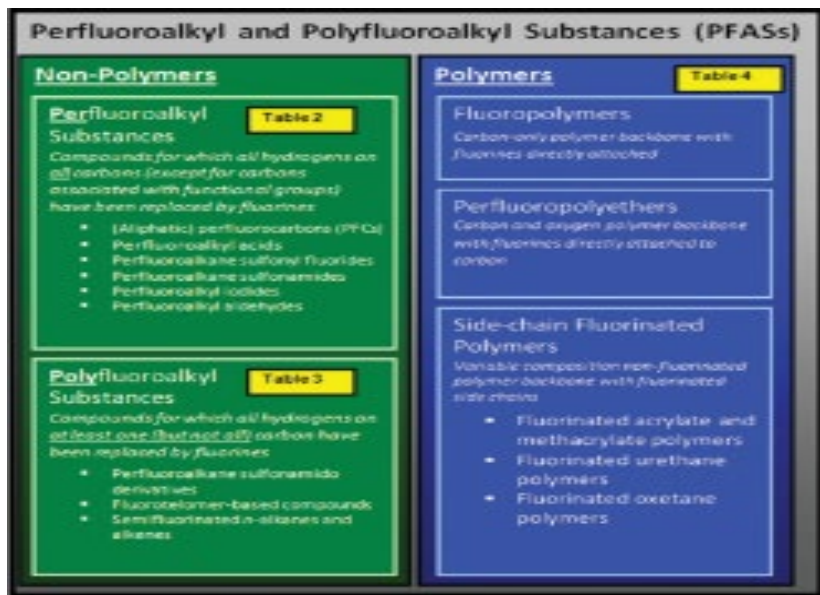 Perfluoroalkyl and Polyfluoroalkyl Substances (PFASs)
Non-Polymers
Perfluoroalkyl
Substances
Table 2
Compounds for which all hydrogens on
all carbons (except for carbons
associated with functional groups)
have been replaced by fluorines
• (Aliphatic) perfluorocarbons (PFCs)
• Perfluoroalkyl acids
• Perfluoroalkane sulfonyl fluorides
• Perfluoroalkane sulfonamides
• Perfluoroalkyl iodides
• Perfluoroalkyl aldehydes
Polyfluoroalkyl
Substances
Table 3
Compounds for which all hydrogens on
at least one (but not all) carbon have
been replaced by fluorines
• Perfluoroalkane sulfonamido
derivatives
• Fluorotelomer-based compounds
• Semifluorinated n-alkanes and
alkenes
Polymers
Table 4
Fluoropolymers
Carbon-only polymer backbone with
fluorines directly attached
Perfluoropolyethers
Carbon and oxygen polymer backbone
with fluorines directly attached to
carbon
Side-chain Fluorinated
Polymers
Variable composition non-fluorinated
polymer backbone with fluorinated
side chains
• Fluorinated acrylate and
methacrylate polymers
• Fluorinated urethane
polymers
• Fluorinated oxetane
polymers